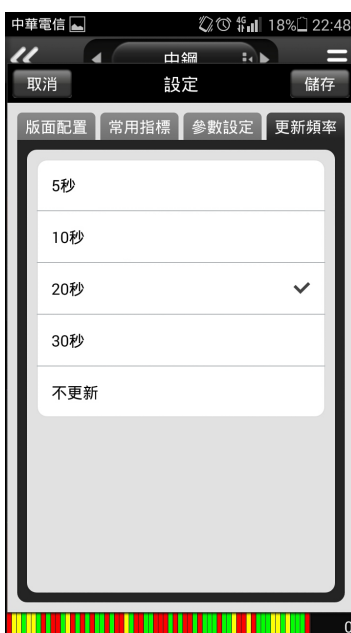 中華電信 4G 18% 22:48
中鋼
取消 設定 儲存
版面配置 常用指標 參數設定 更新頻率
5秒
10秒
20秒
30秒
不更新